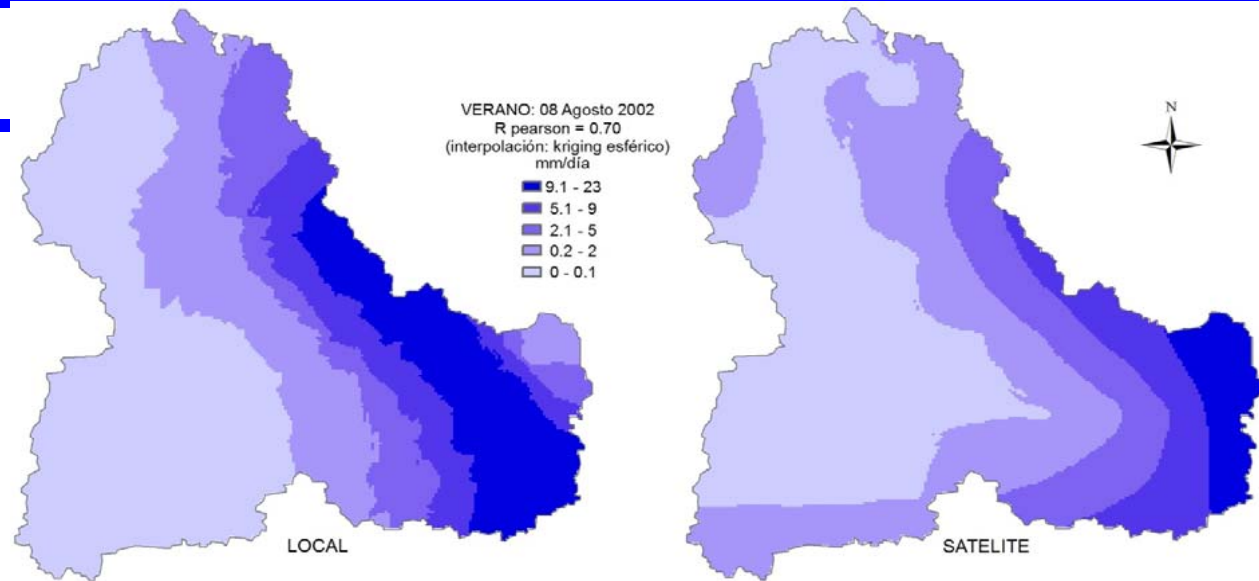 VERANO: 08 Agosto 2002
R pearson = 0.70
(interpolación: kriging esférico)
mm/día
9.1 - 23
5.1 - 9
2.1 - 5
0.2 - 2
0 - 0.1
N
LOCAL
SATELITE